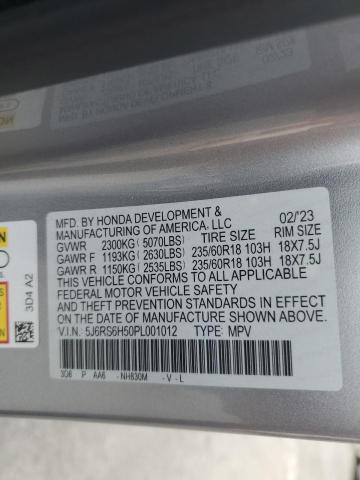 MFD. BY HONDA DEVELOPMENT &
MANUFACTURING OF AMERICA, LLC 02/'23
GVWR 2300KG (5070LBS) TIRE SIZE RIM SIZE
GAWR F 1193KG (2630LBS) 235/60R18 103H 18X7.5J
GAWR R 1150KG (2535LBS) 235/60R18 103H 18X7.5J
THIS VEHICLE CONFORMS TO ALL APPLICABLE
FEDERAL MOTOR VEHICLE SAFETY, BUMPER,
AND THEFT PREVENTION STANDARDS IN EFFECT
ON THE DATE OF MANUFACTURE SHOWN ABOVE.
V.I.N. 5J6RS6H50PL001012 TYPE: MPV
3D8 P AA6 -NH830M -V-L
3D4 A2